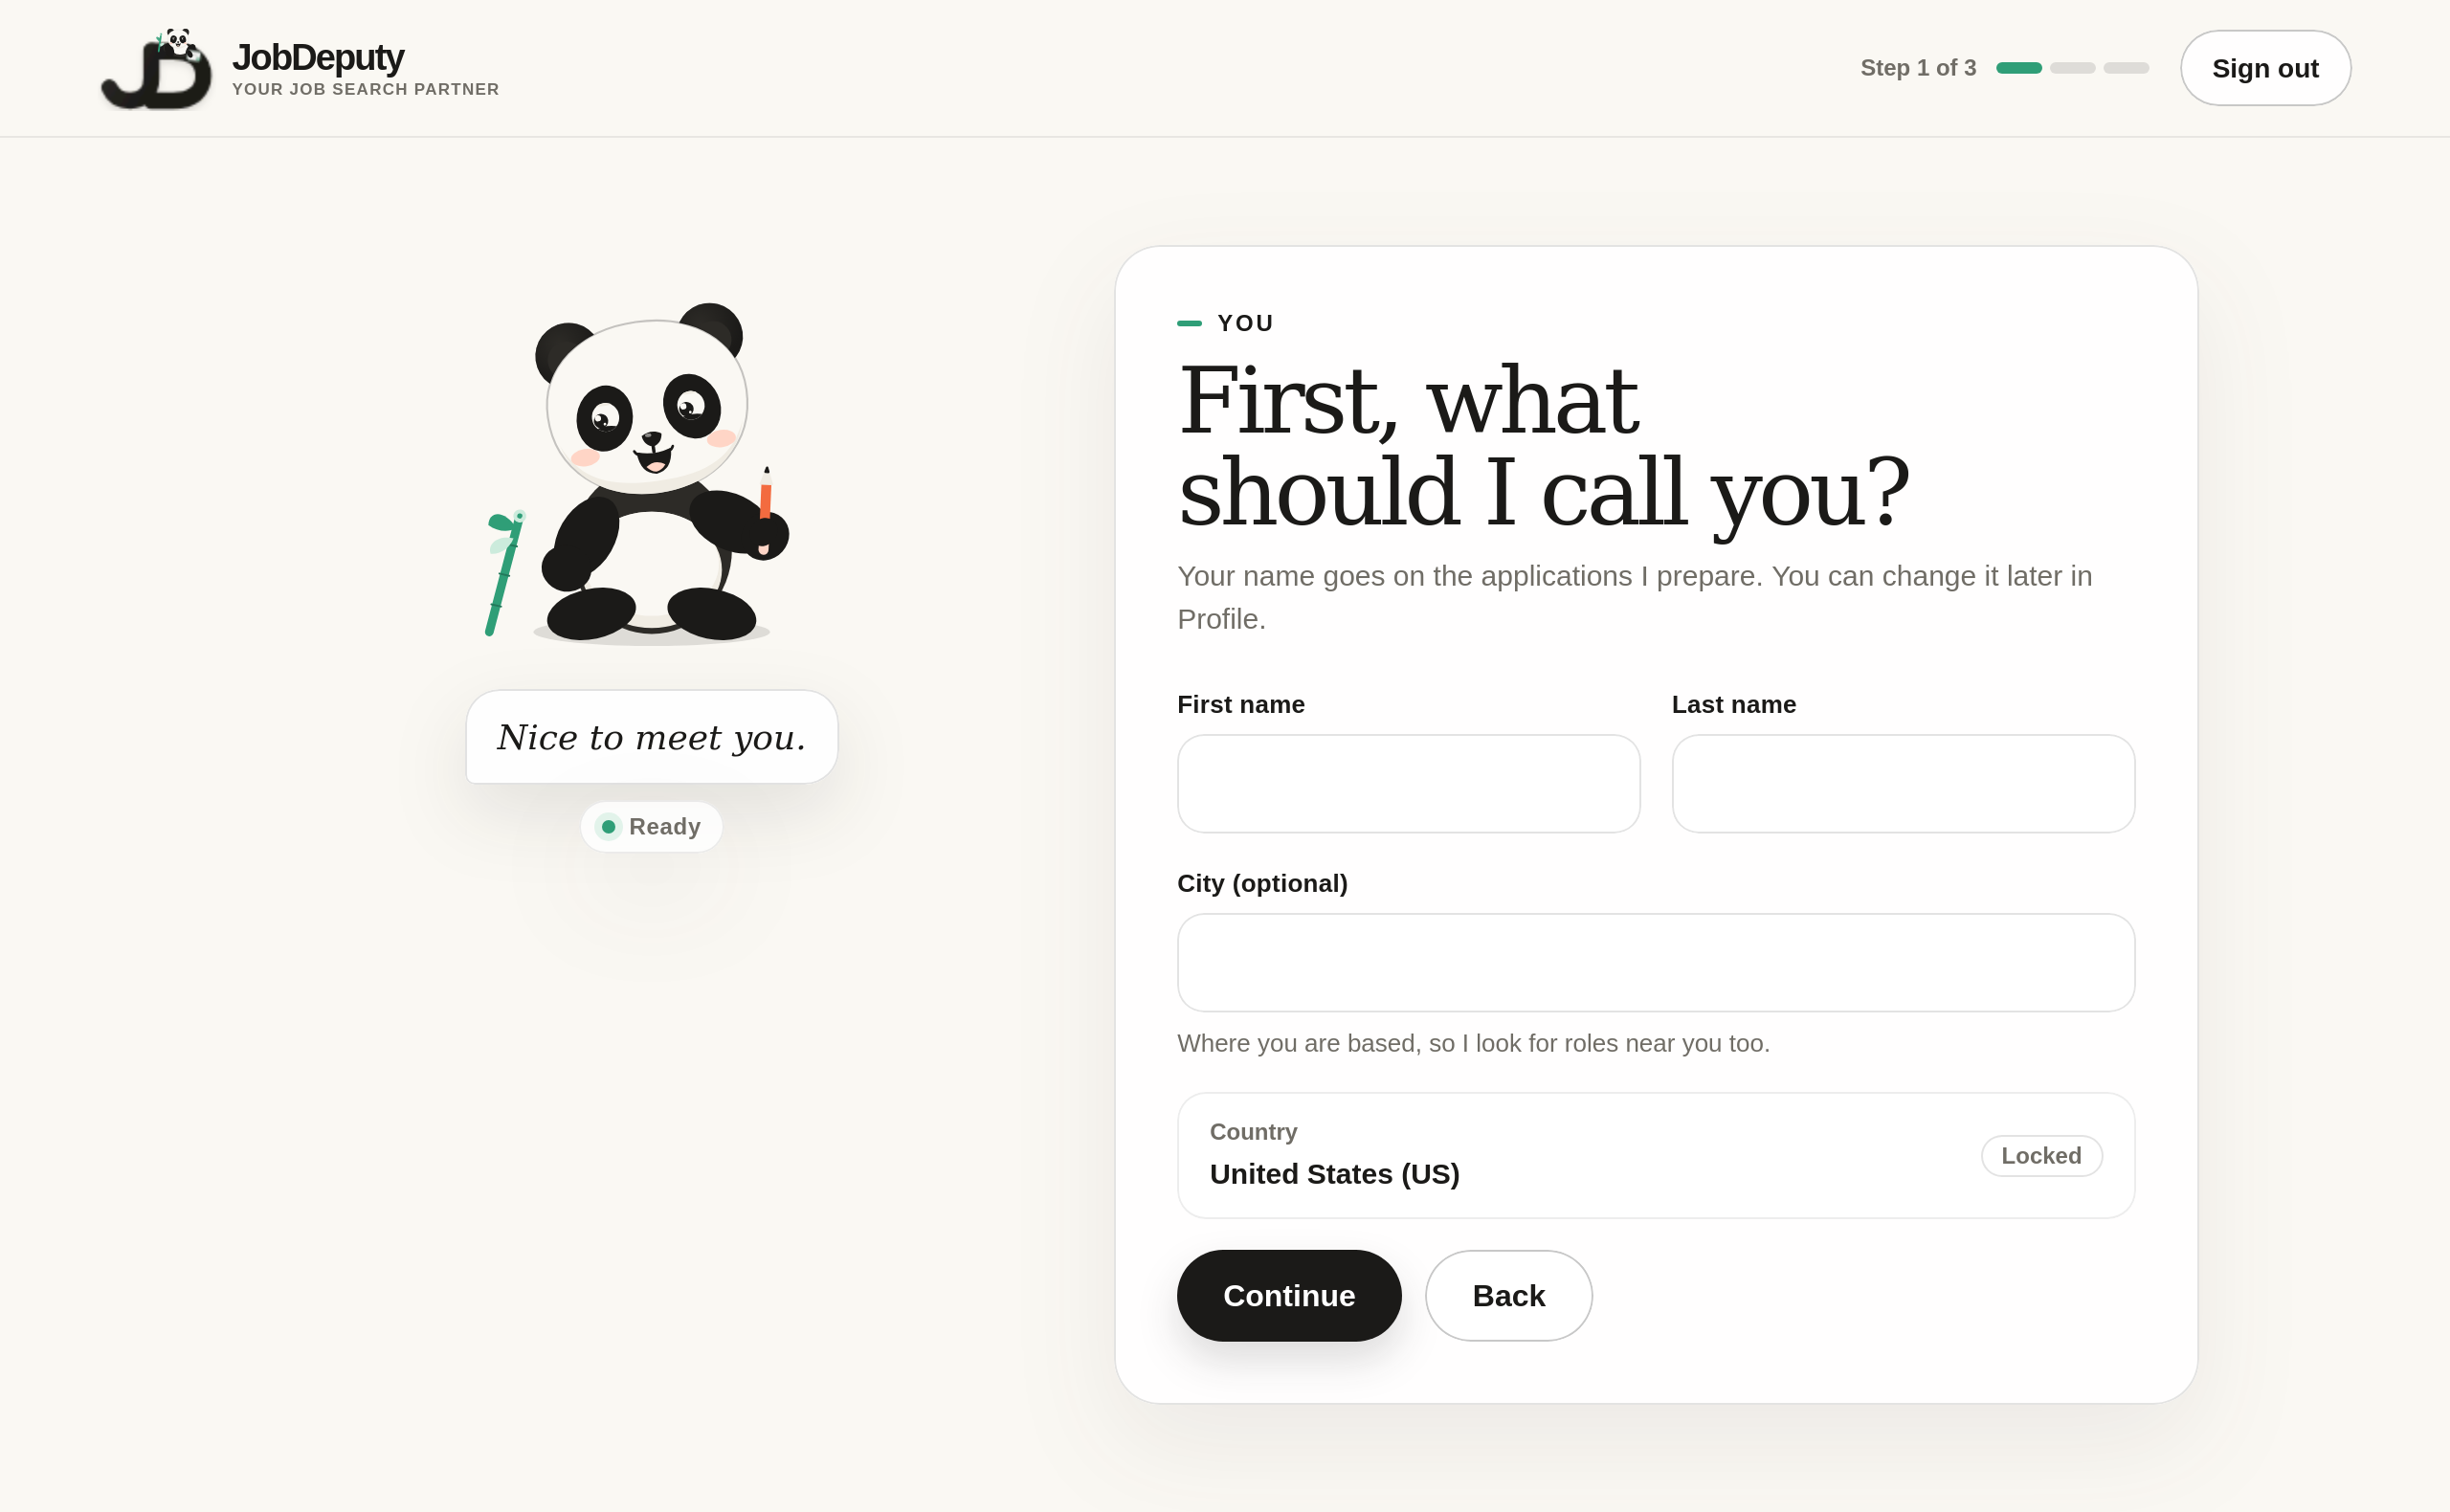 JobDeputy
YOUR JOB SEARCH PARTNER
Step 1 of 3
Sign out
Nice to meet you.
Ready
YOU
First, what
should I call you?
Your name goes on the applications I prepare. You can change it later in
Profile.
First name
Last name
City (optional)
Where you are based, so I look for roles near you too.
Country
United States (US)
Locked
Continue
Back